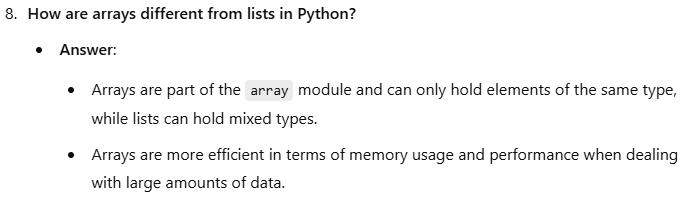 8. How are arrays different from lists in Python?
• Answer:
• Arrays are part of the array module and can only hold elements of the same type,
while lists can hold mixed types.
• Arrays are more efficient in terms of memory usage and performance when dealing
with large amounts of data.